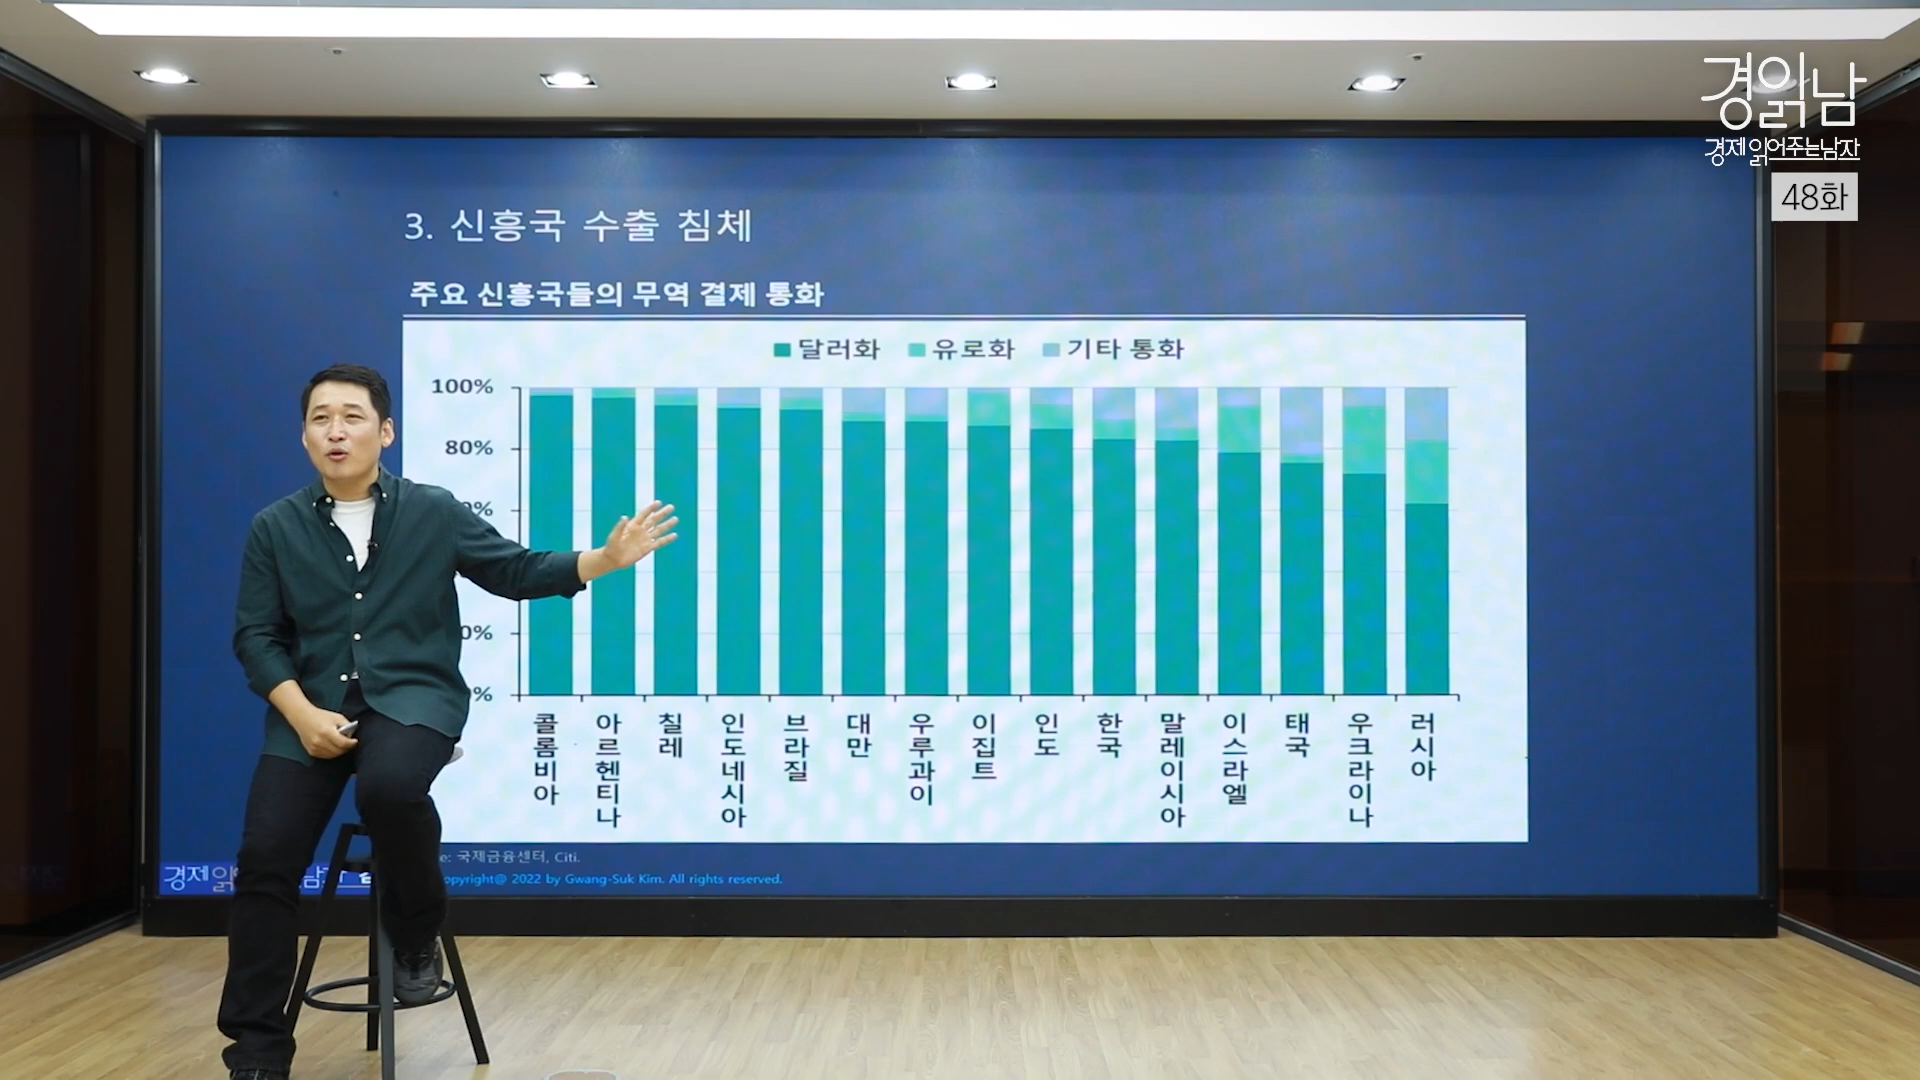 경읽남
경제 읽어주는남자
48화
3. 신흥국 수출 침체
주요 신흥국들의 무역 결제 통화
달러화 유로화 기타 통화
100%
80%
콜롬비아 아르헨티나 칠레 인도네시아 브라질 대만 우루과이 이집트 인도 한국 말레이시아 이스라엘 태국 우크라이나 러시아
국제금융센터, Citi.
2022 by Gwang-Suk Kim. All rights reserved.
경제